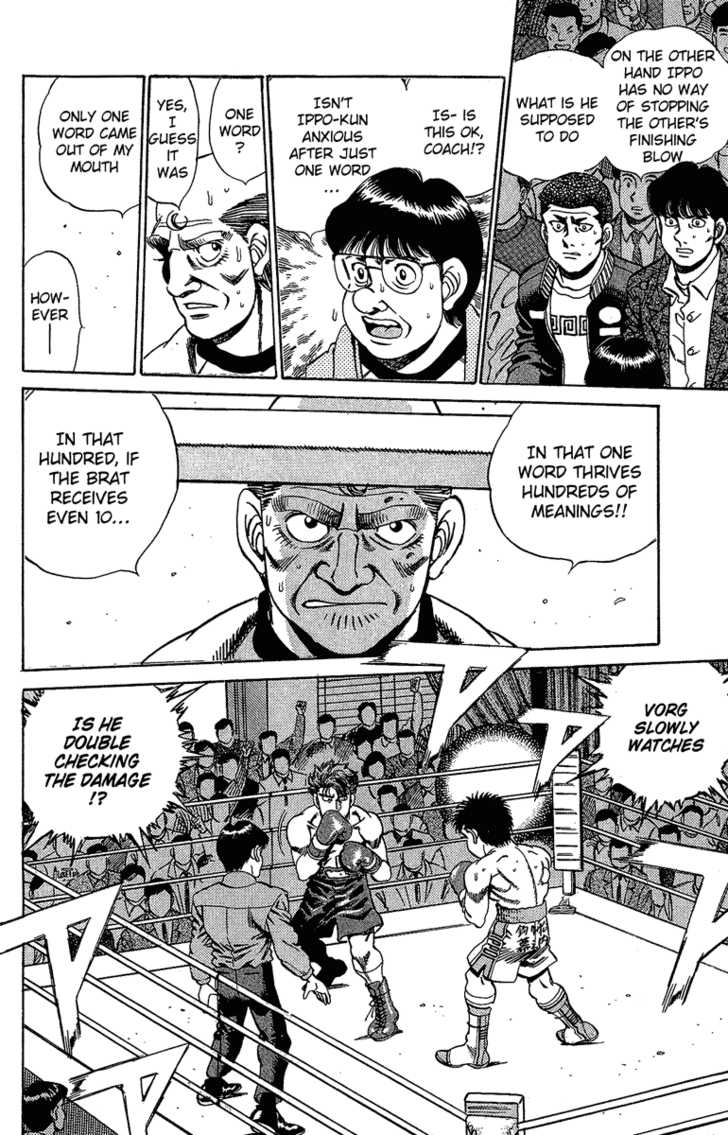 ON THE OTHER
HAND IPPO
HAS NO WAY
OF STOPPING
THE OTHER'S
FINISHING
BLOW
WHAT IS HE
SUPPOSED
TO DO
IS- IS
THIS OK,
COACH!?
ISN'T
IPPO-KUN
ANXIOUS
AFTER JUST
ONE WORD
...
ONE
WORD
?
YES,
I
GUESS
IT
WAS
ONLY ONE
WORD CAME
OUT OF MY
MOUTH
HOW-
EVER
—
IN THAT ONE
WORD THRIVES
HUNDREDS OF
MEANINGS!!
IN THAT
HUNDRED, IF
THE BRAT
RECEIVES
EVEN 10...
VORG
SLOWLY
WATCHES
IS HE
DOUBLE
CHECKING
THE DAMAGE
!?